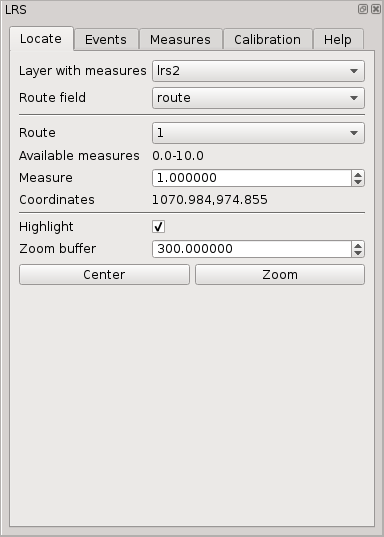 LRS
Locate Events Measures Calibration Help
Layer with measures lrs2
Route field route
Route 1
Available measures 0.0-10.0
Measure 1.000000
Coordinates 1070.984,974.855
Highlight
Zoom buffer 300.000000
Center Zoom